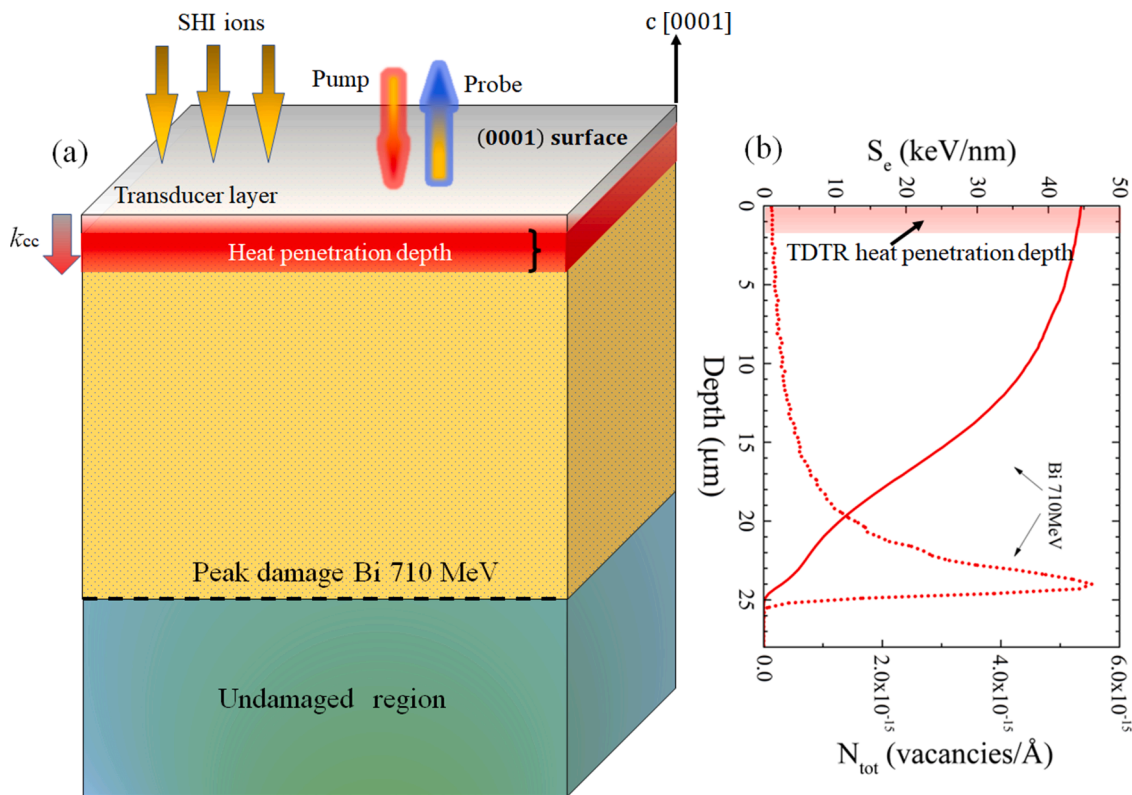 SHI ions
c [0001]
Pump
Probe
(a)
(0001) surface
Transducer layer
kcc
Heat penetration depth
Peak damage Bi 710 MeV
Undamaged region
(b)
Se (keV/nm)
0 10 20 30 40 50
TDTR heat penetration depth
0
5
10
15
20
25
Depth (μm)
Bi 710MeV
0.0 2.0x10-15 4.0x10-15 6.0x10-15
Ntot (vacancies/Å)